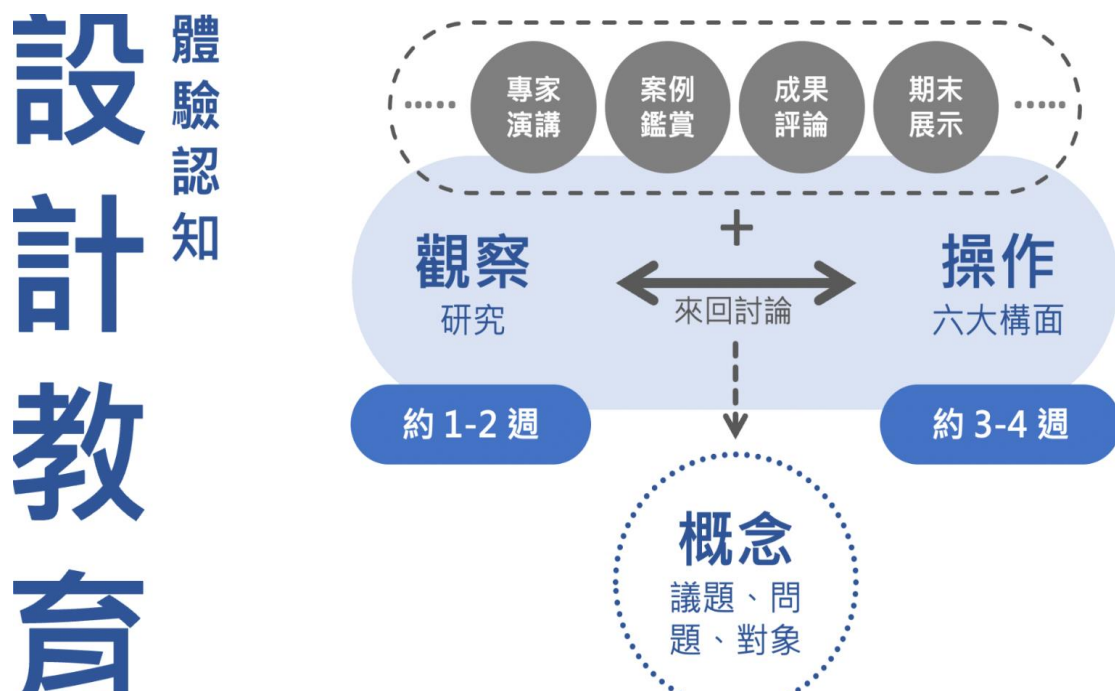 設計教育
體驗認知
專家
演講
案例
鑑賞
成果
評論
期末
展示
觀察
研究
來回討論
操作
六大構面
約 1-2 週
約 3-4 週
概念
議題、問
題、對象